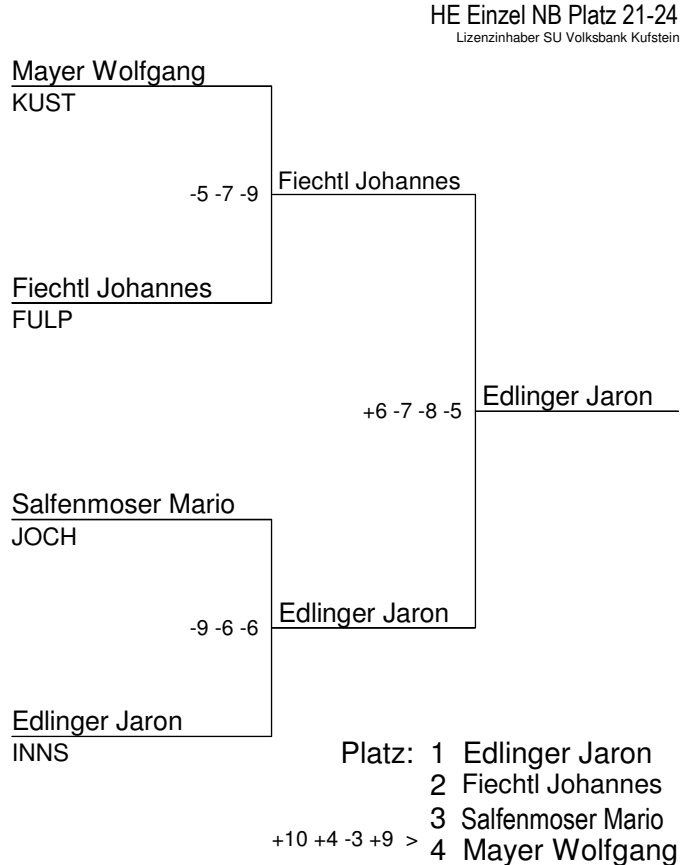 HE Einzel NB Platz 21-24
Lizenzinhaber SU Volksbank Kufstein
Mayer Wolfgang
KUST
-5 -7 -9
Fiechtl Johannes
Fiechtl Johannes
FULP
+6 -7 -8 -5
Edlinger Jaron
Salfenmoser Mario
JOCH
-9 -6 -6
Edlinger Jaron
Edlinger Jaron
INNS
Platz: 1 Edlinger Jaron
2 Fiechtl Johannes
3 Salfenmoser Mario
+10 +4 -3 +9 >
4 Mayer Wolfgang